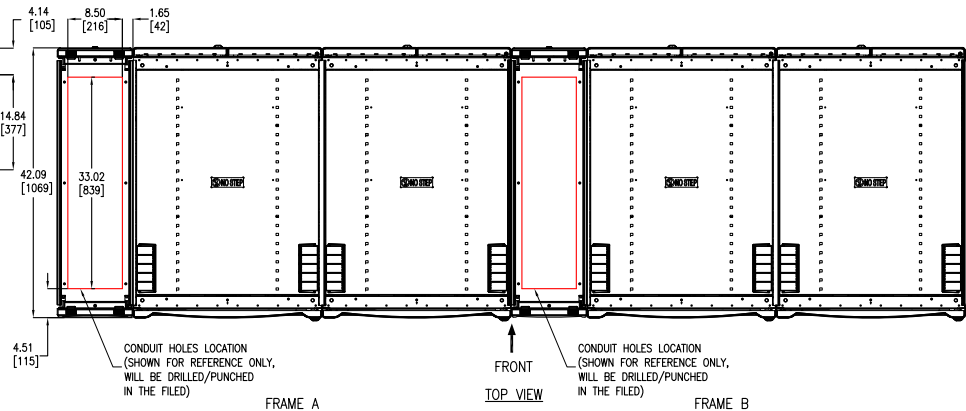 4.14 8.50 1.65
[105] [216] [42]
14.84
[377]
42.09
[1069]
33.02
[839]
NO STEP NO STEP NO STEP NO STEP
4.51
[115]
CONDUIT HOLES LOCATION
(SHOWN FOR REFERENCE ONLY,
WILL BE DRILLED/PUNCHED
IN THE FILED)
FRONT
TOP VIEW
CONDUIT HOLES LOCATION
(SHOWN FOR REFERENCE ONLY,
WILL BE DRILLED/PUNCHED
IN THE FILED)
FRAME A
FRAME B